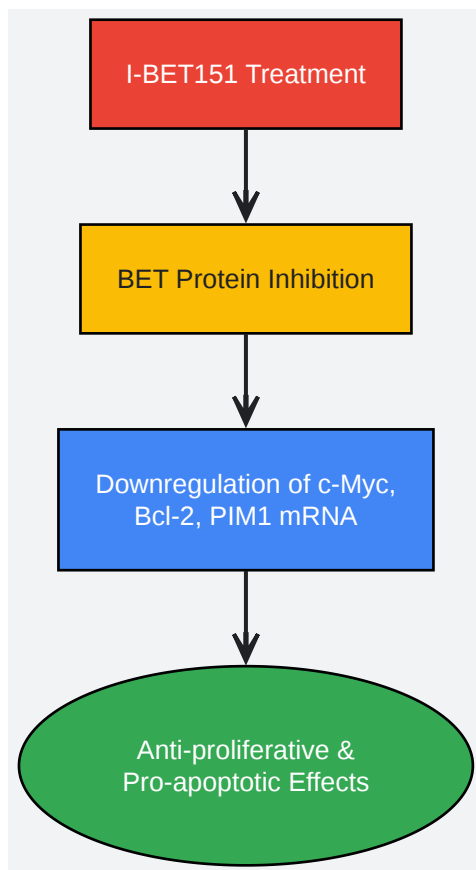 I-BET151 Treatment
BET Protein Inhibition
Downregulation of c-Myc,
Bcl-2, PIM1 mRNA
Anti-proliferative &
Pro-apoptotic Effects